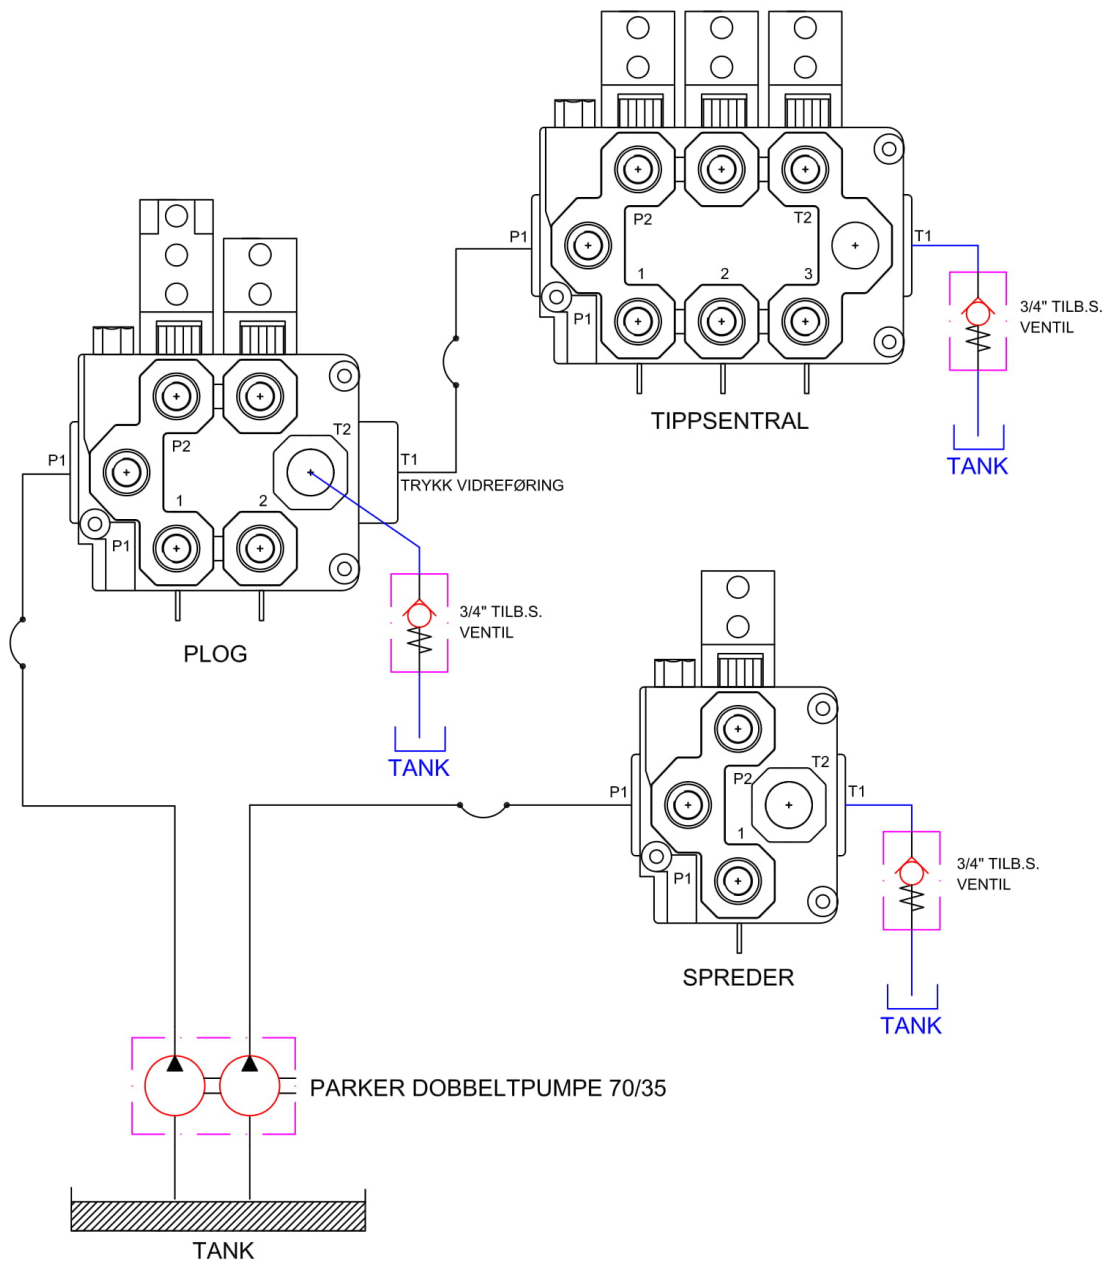 P1
P2
T2
T1
1
2
3
P1
3/4" TILB.S.
VENTIL
TIPPSENTRAL
TANK
P1
P2
T2
T1
TRYKK VIDREFØRING
1
2
P1
3/4" TILB.S.
VENTIL
PLOG
TANK
P1
P2
T2
T1
1
P1
3/4" TILB.S.
VENTIL
SPREDER
TANK
PARKER DOBBELTPUMPE 70/35
TANK